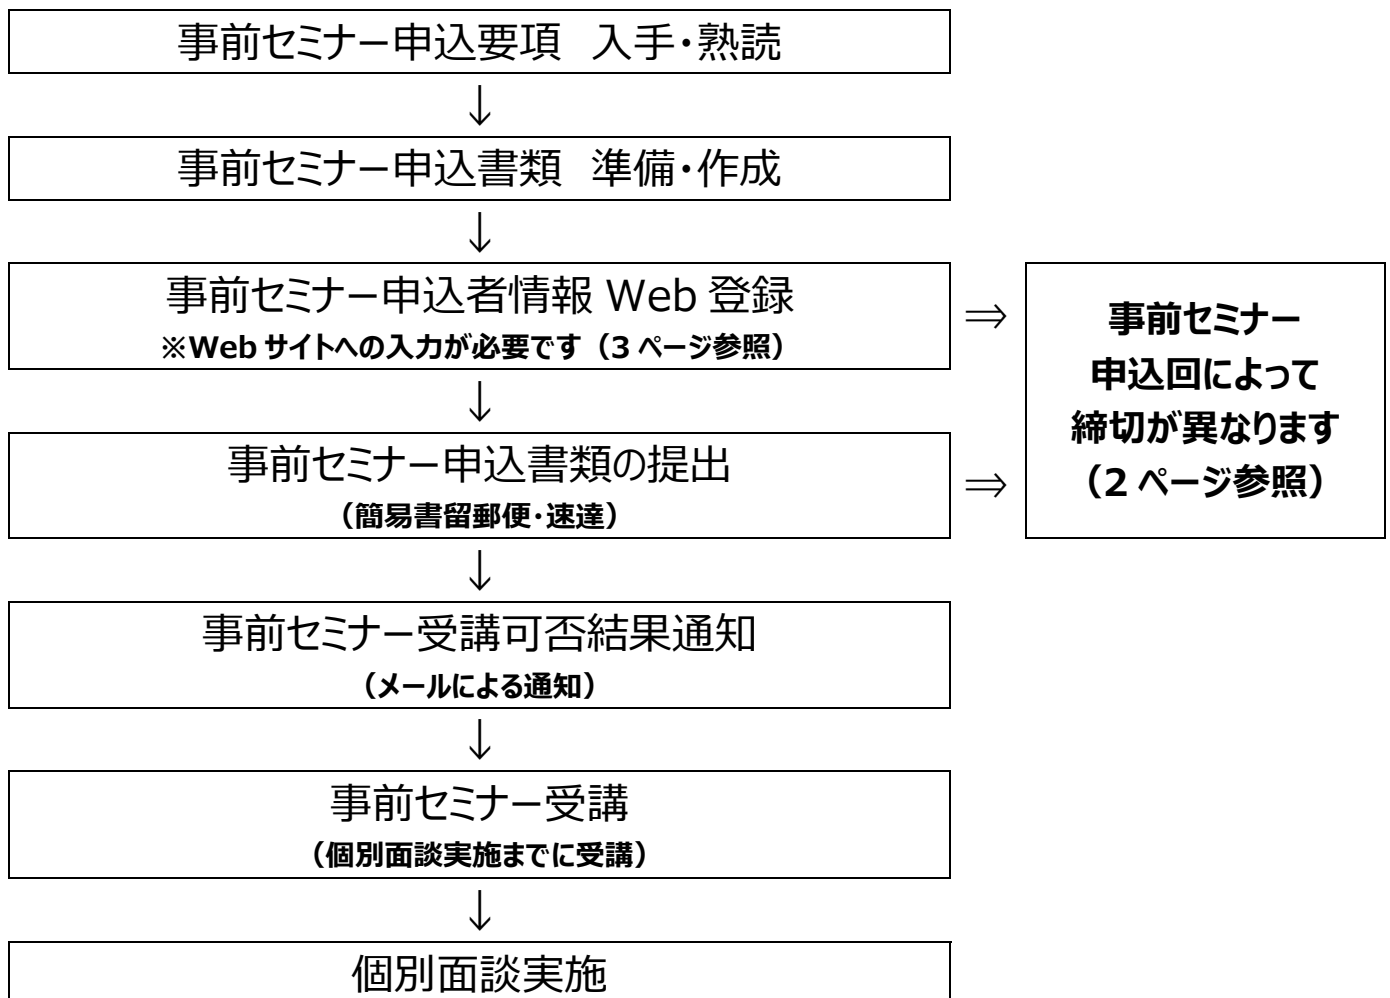 事前セミナー申込要項　入手・熟読
↓
事前セミナー申込書類　準備・作成
↓
事前セミナー申込者情報 Web 登録
※Web サイトへの入力が必要です（3 ページ参照）
⇒
事前セミナー
申込回によって
締切が異なります
（2 ページ参照）
↓
事前セミナー申込書類の提出
（簡易書留郵便・速達）
⇒
↓
事前セミナー受講可否結果通知
（メールによる通知）
↓
事前セミナー受講
（個別面談実施までに受講）
↓
個別面談実施